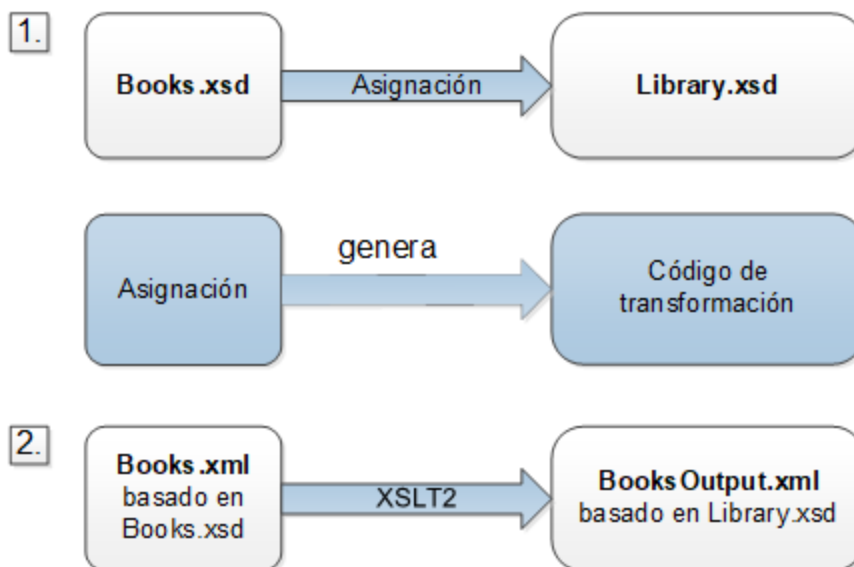 1.
Books.xsd
Asignación
Library.xsd
Asignación
genera
Código de
transformación
2.
Books.xml
basado en
Books.xsd
XSLT2
BooksOutput.xml
basado en Library.xsd